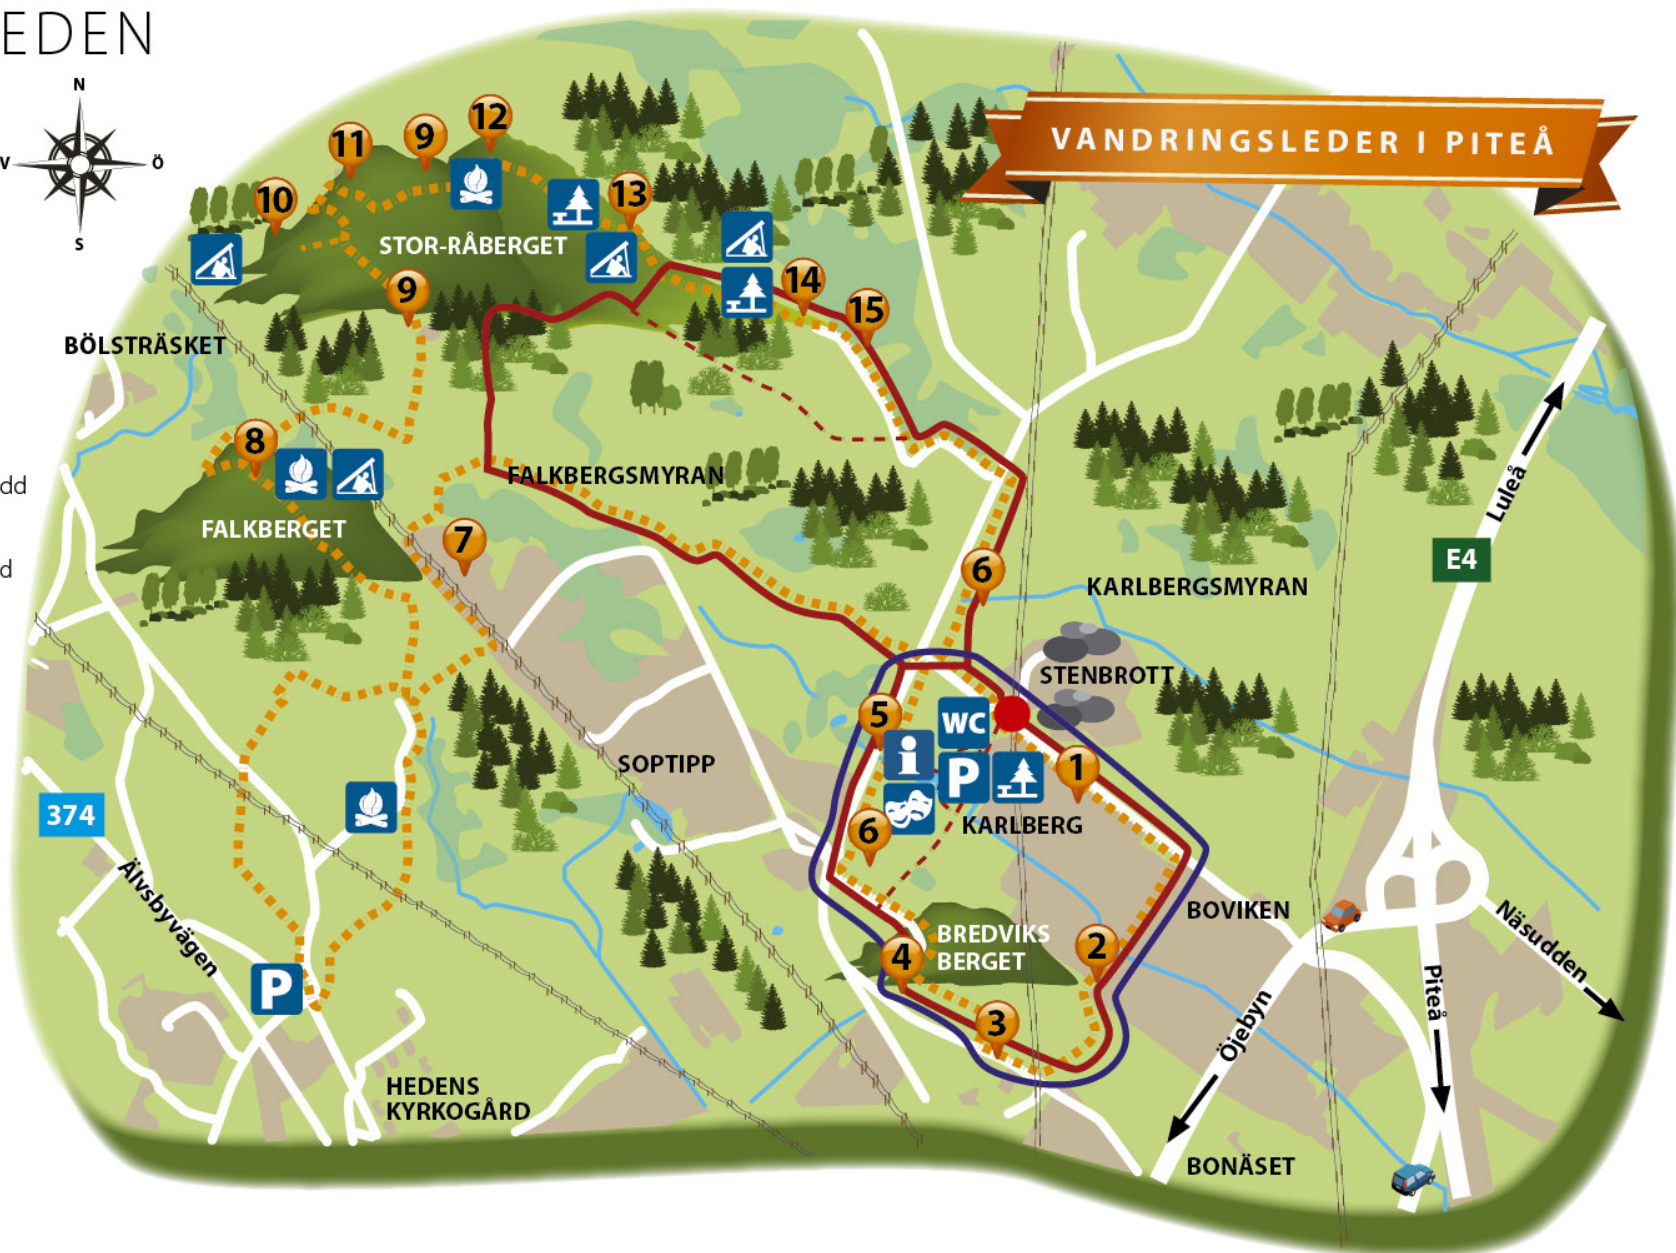 EDEN
N
V
Ö
S
VANDRINGSLEDER I PITEÅ
12
9
11
13
10
STOR-RÅBERGET
14
9
15
BÖLSTRÄSKET
8
FALKBERGSMYRAN
dd
Luleå
FALKBERGET
7
E4
d
6
KARLBERGSMYRAN
STENBROTT
5
WC
i
SOPTIPP
1
P
374
6
KARLBERG
Älvsbyvägen
BOVIKEN
Näsudden
BREDVIKS
BERGET
2
4
P
Piteå
3
Öjebyn
HEDENS
KYRKOGÅRD
BONÄSET